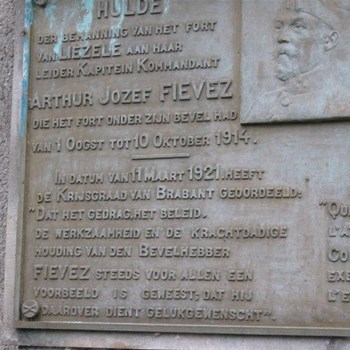 HULDE
DER BEMANNING VAN HET FORT
VAN LIEZELE AAN HAAR
LEIDER KAPITEIN KOMMANDANT
ARTHUR JOZEF FIEVEZ
DIE HET FORT ONDER ZIJN BEVEL HAD
VAN 1 OOGST TOT 10 OKTOBER 1914.
IN DATUM VAN 11 MAART 1921, HEEFT
DE KRIJGSRAAD VAN BRABANT GEOORDEELD:
"DAT HET GEDRAG, HET BELEID,
DE WERKZAAMHEID EN DE KRACHTDADIGE
HOUDING VAN DEN BEVELHEBBER
FIEVEZ STEEDS VOOR ALLEN EEN
VOORBEELD IS GEWEEST; DAT HIJ
DAAROVER DIENT GELUKGEWENSCHT".
"QU
L'A
CO
EXE
L'E